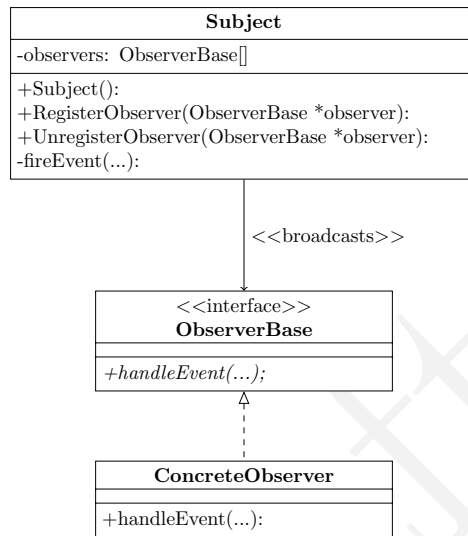 Subject
-observers: ObserverBase[]
+Subject():
+RegisterObserver(ObserverBase *observer):
+UnregisterObserver(ObserverBase *observer):
-fireEvent(...):
<<broadcasts>>
<<interface>>
ObserverBase
+handleEvent(...);
ConcreteObserver
+handleEvent(...):